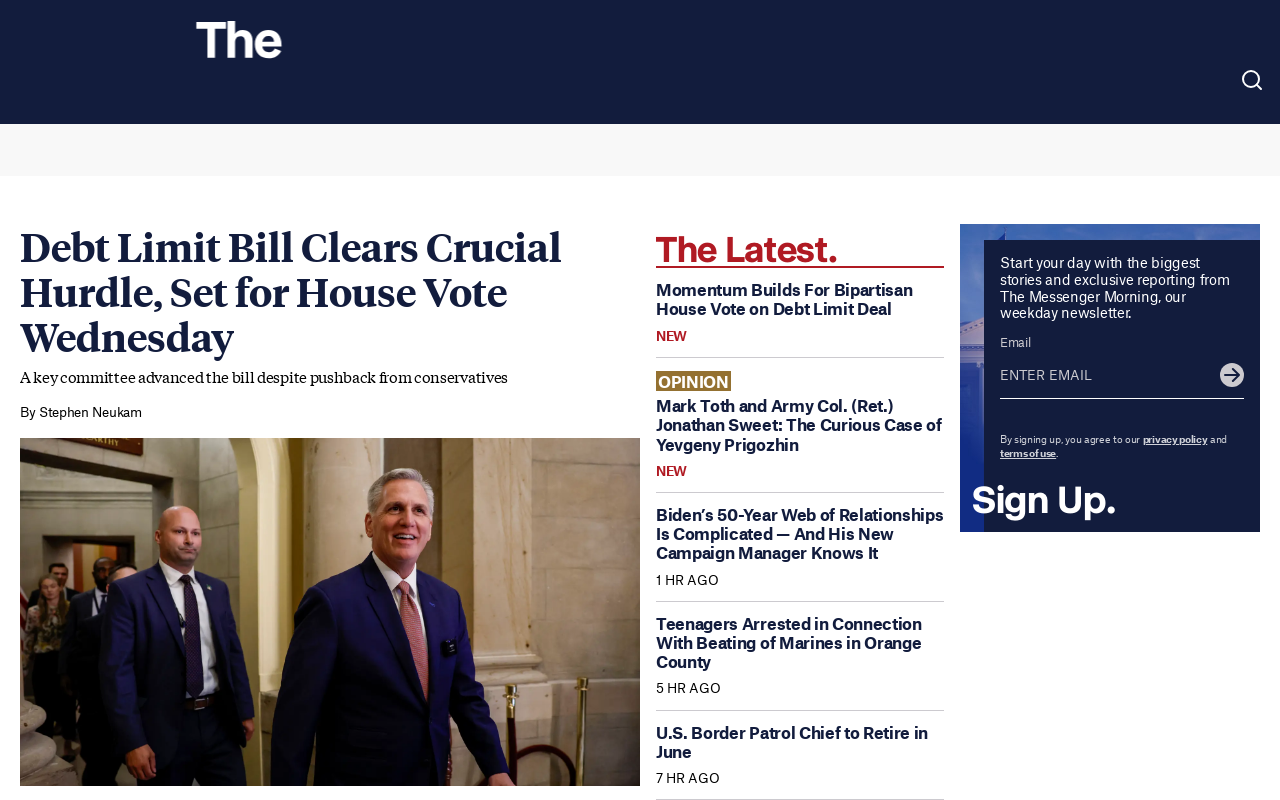 The
Debt Limit Bill Clears Crucial
Hurdle, Set for House Vote
Wednesday
A key committee advanced the bill despite pushback from conservatives
By Stephen Neukam
The Latest.
Momentum Builds For Bipartisan
House Vote on Debt Limit Deal
NEW
OPINION
Mark Toth and Army Col. (Ret.)
Jonathan Sweet: The Curious Case of
Yevgeny Prigozhin
NEW
Biden’s 50-Year Web of Relationships
Is Complicated — And His New
Campaign Manager Knows It
1 HR AGO
Teenagers Arrested in Connection
With Beating of Marines in Orange
County
5 HR AGO
U.S. Border Patrol Chief to Retire in
June
7 HR AGO
Start your day with the biggest
stories and exclusive reporting from
The Messenger Morning, our
weekday newsletter.
Email
ENTER EMAIL
By signing up, you agree to our privacy policy and
terms of use.
Sign Up.